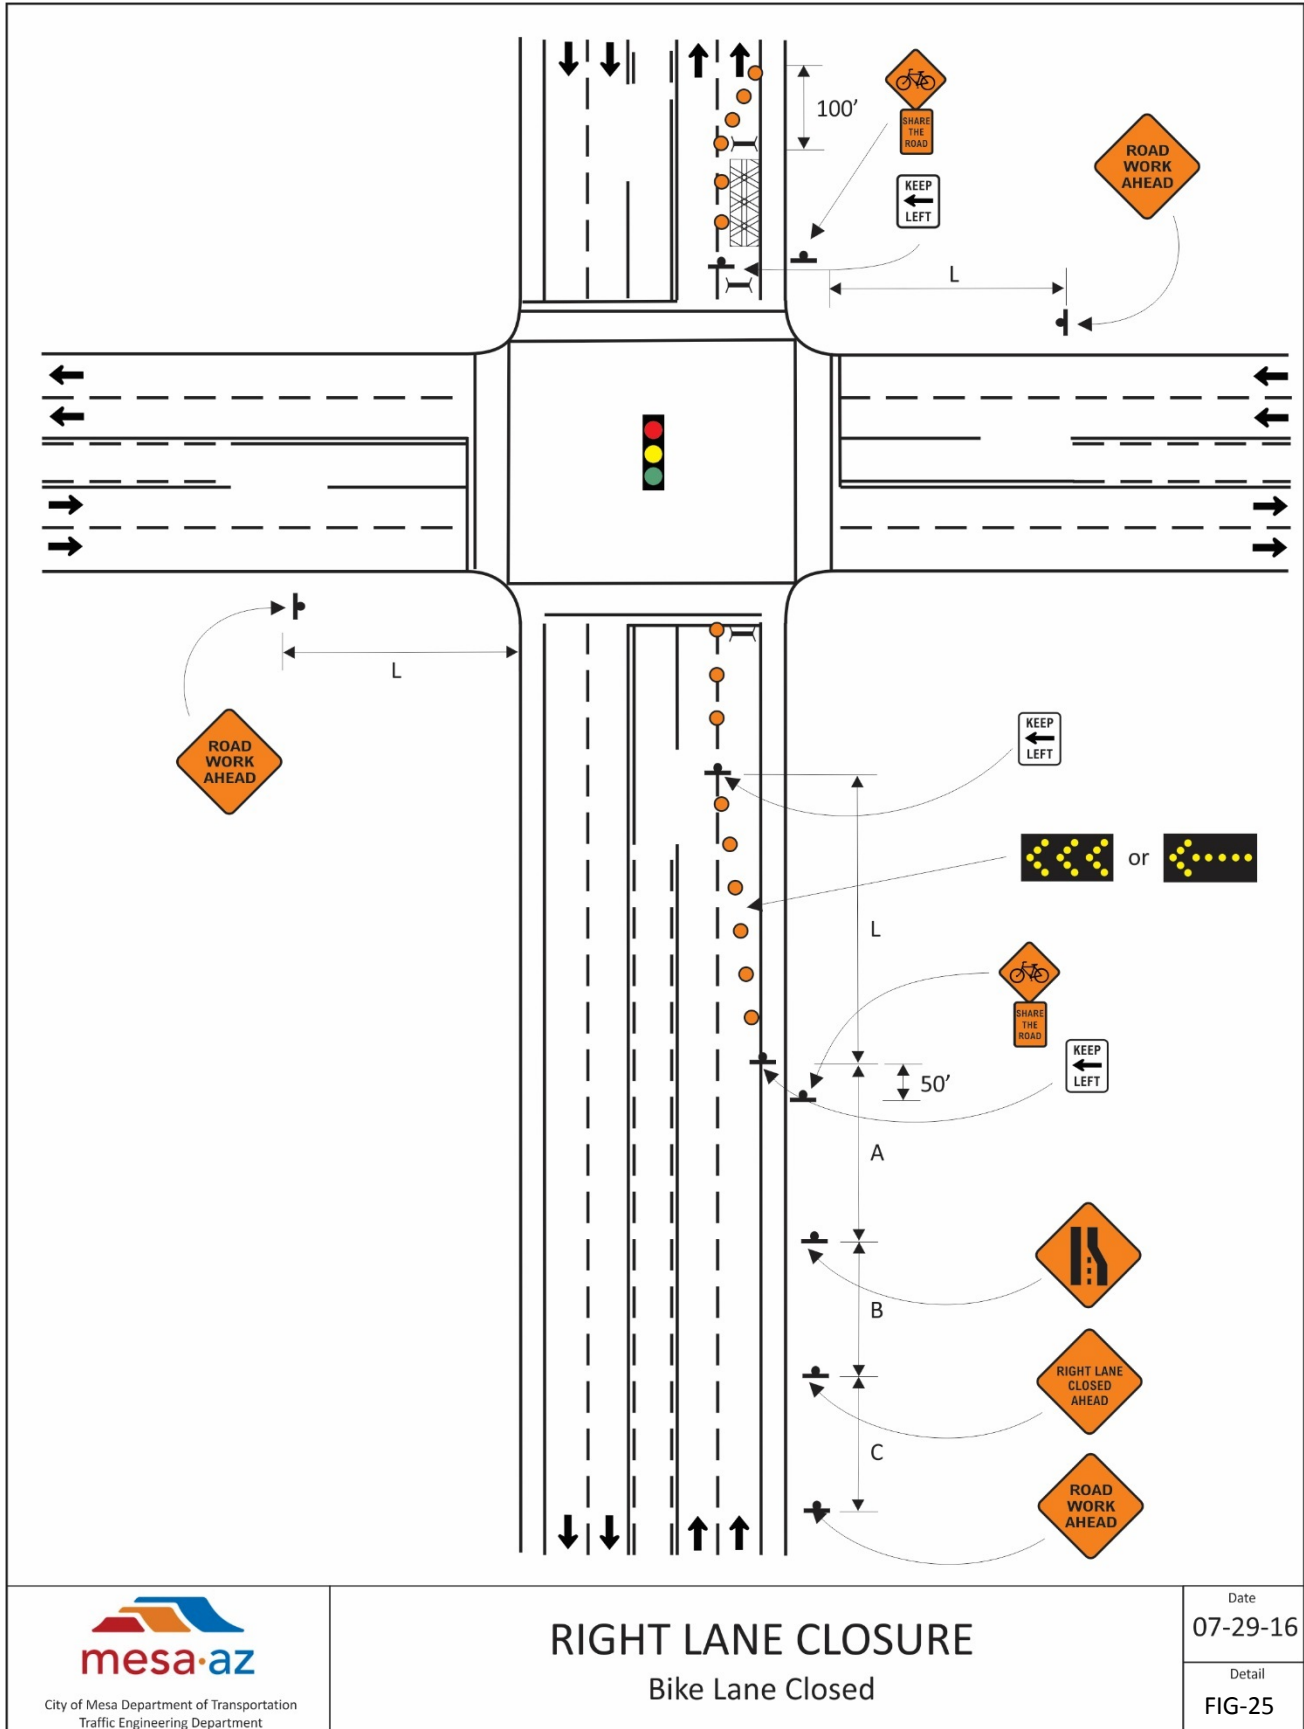 100’
SHARE
THE
ROAD
KEEP
LEFT
ROAD
WORK
AHEAD
L
L
ROAD
WORK
AHEAD
KEEP
LEFT
or
L
SHARE
THE
ROAD
KEEP
LEFT
50’
A
B
RIGHT LANE
CLOSED
AHEAD
C
ROAD
WORK
AHEAD
mesa·az
City of Mesa Department of Transportation
Traffic Engineering Department
RIGHT LANE CLOSURE
Bike Lane Closed
Date
07-29-16
Detail
FIG-25